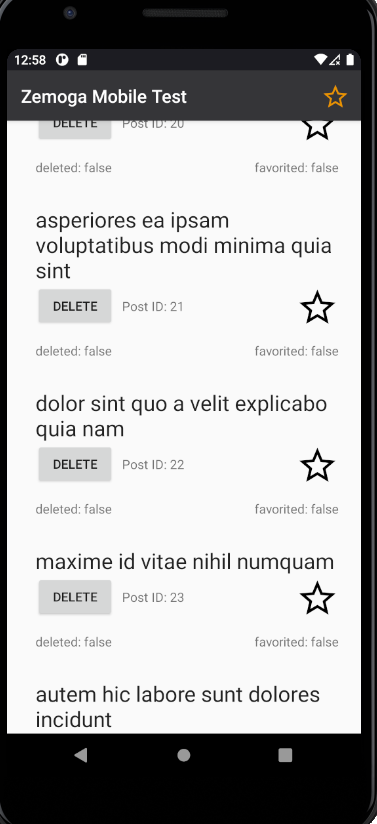 12:58
Zemoga Mobile Test
DELETE Post ID: 20
deleted: false favorited: false
asperiores ea ipsam
voluptatibus modi minima quia
sint
DELETE Post ID: 21
deleted: false favorited: false
dolor sint quo a velit explicabo
quia nam
DELETE Post ID: 22
deleted: false favorited: false
maxime id vitae nihil numquam
DELETE Post ID: 23
deleted: false favorited: false
autem hic labore sunt dolores
incidunt